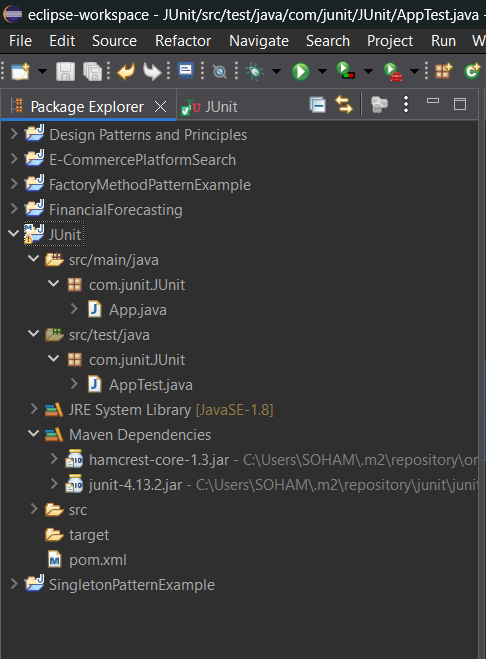 eclipse-workspace - JUnit/src/test/java/com/junit/JUnit/AppTest.java
File Edit Source Refactor Navigate Search Project Run W
Package Explorer JUnit
Design Patterns and Principles
E-CommercePlatformSearch
FactoryMethodPatternExample
FinancialForecasting
JUnit
src/main/java
com.junit.JUnit
App.java
src/test/java
com.junit.JUnit
AppTest.java
JRE System Library [JavaSE-1.8]
Maven Dependencies
hamcrest-core-1.3.jar - C:\Users\SOHAM\.m2\repository\or
junit-4.13.2.jar - C:\Users\SOHAM\.m2\repository\junit\juni
src
target
pom.xml
SingletonPatternExample